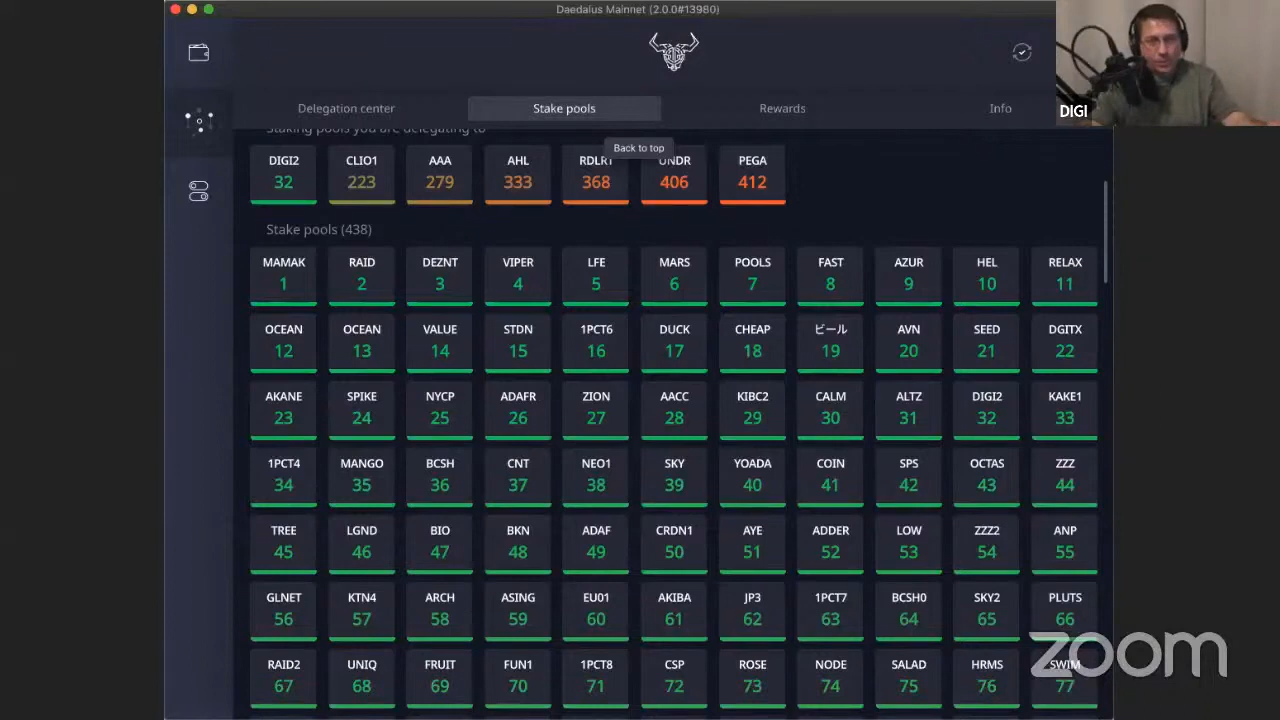 Daedalus Mainnet (2.0.0#13980)
Delegation center Stake pools Rewards Info
Staking pools you are delegating to
Back to top
DIGI2 CLIO1 AAA AHL RDLRT UNDR PEGA
32 223 279 333 368 406 412
Stake pools (438)
MAMAK RAID DEZNT VIPER LFE MARS POOLS FAST AZUR HEL RELAX
1 2 3 4 5 6 7 8 9 10 11
OCEAN OCEAN VALUE STDN 1PCT6 DUCK CHEAP ビール AVN SEED DGITX
12 13 14 15 16 17 18 19 20 21 22
AKANE SPIKE NYCP ADAFR ZION AACC KIBC2 CALM ALTZ DIGI2 KAKE1
23 24 25 26 27 28 29 30 31 32 33
1PCT4 MANGO BCSH CNT NEO1 SKY YOADA COIN SPS OCTAS ZZZ
34 35 36 37 38 39 40 41 42 43 44
TREE LGND BIO BKN ADAF CRDN1 AYE ADDER LOW ZZZ2 ANP
45 46 47 48 49 50 51 52 53 54 55
GLNET KTN4 ARCH ASING EU01 AKIBA JP3 1PCT7 BCSH0 SKY2 PLUTS
56 57 58 59 60 61 62 63 64 65 66
RAID2 UNIQ FRUIT FUN1 1PCT8 CSP ROSE NODE SALAD HRMS SWIM
67 68 69 70 71 72 73 74 75 76 77
DIGI
zoom